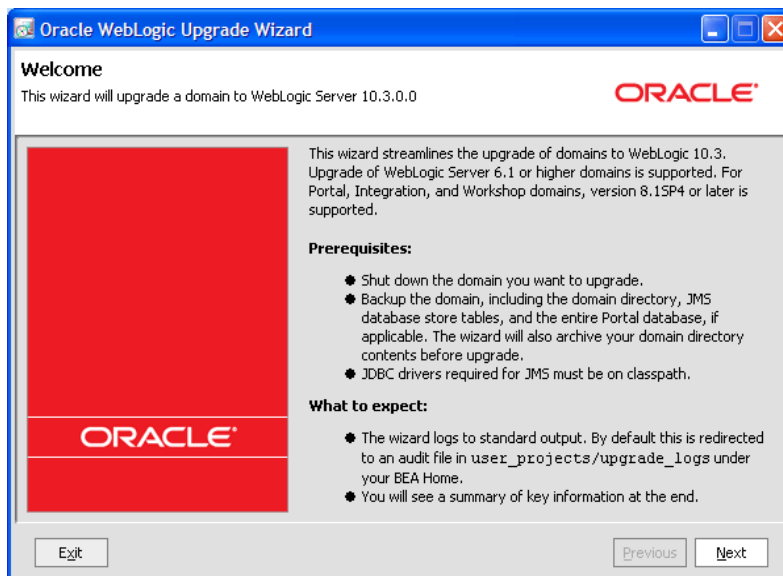 Oracle WebLogic Upgrade Wizard
Welcome
This wizard will upgrade a domain to WebLogic Server 10.3.0.0
ORACLE®
This wizard streamlines the upgrade of domains to WebLogic 10.3.
Upgrade of WebLogic Server 6.1 or higher domains is supported. For
Portal, Integration, and Workshop domains, version 8.1SP4 or later is
supported.
Prerequisites:
● Shut down the domain you want to upgrade.
● Backup the domain, including the domain directory, JMS
database store tables, and the entire Portal database, if
applicable. The wizard will also archive your domain directory
contents before upgrade.
● JDBC drivers required for JMS must be on classpath.
What to expect:
● The wizard logs to standard output. By default this is redirected
to an audit file in user_projects/upgrade_logs under
your BEA Home.
● You will see a summary of key information at the end.
ORACLE®
Exit
Previous
Next